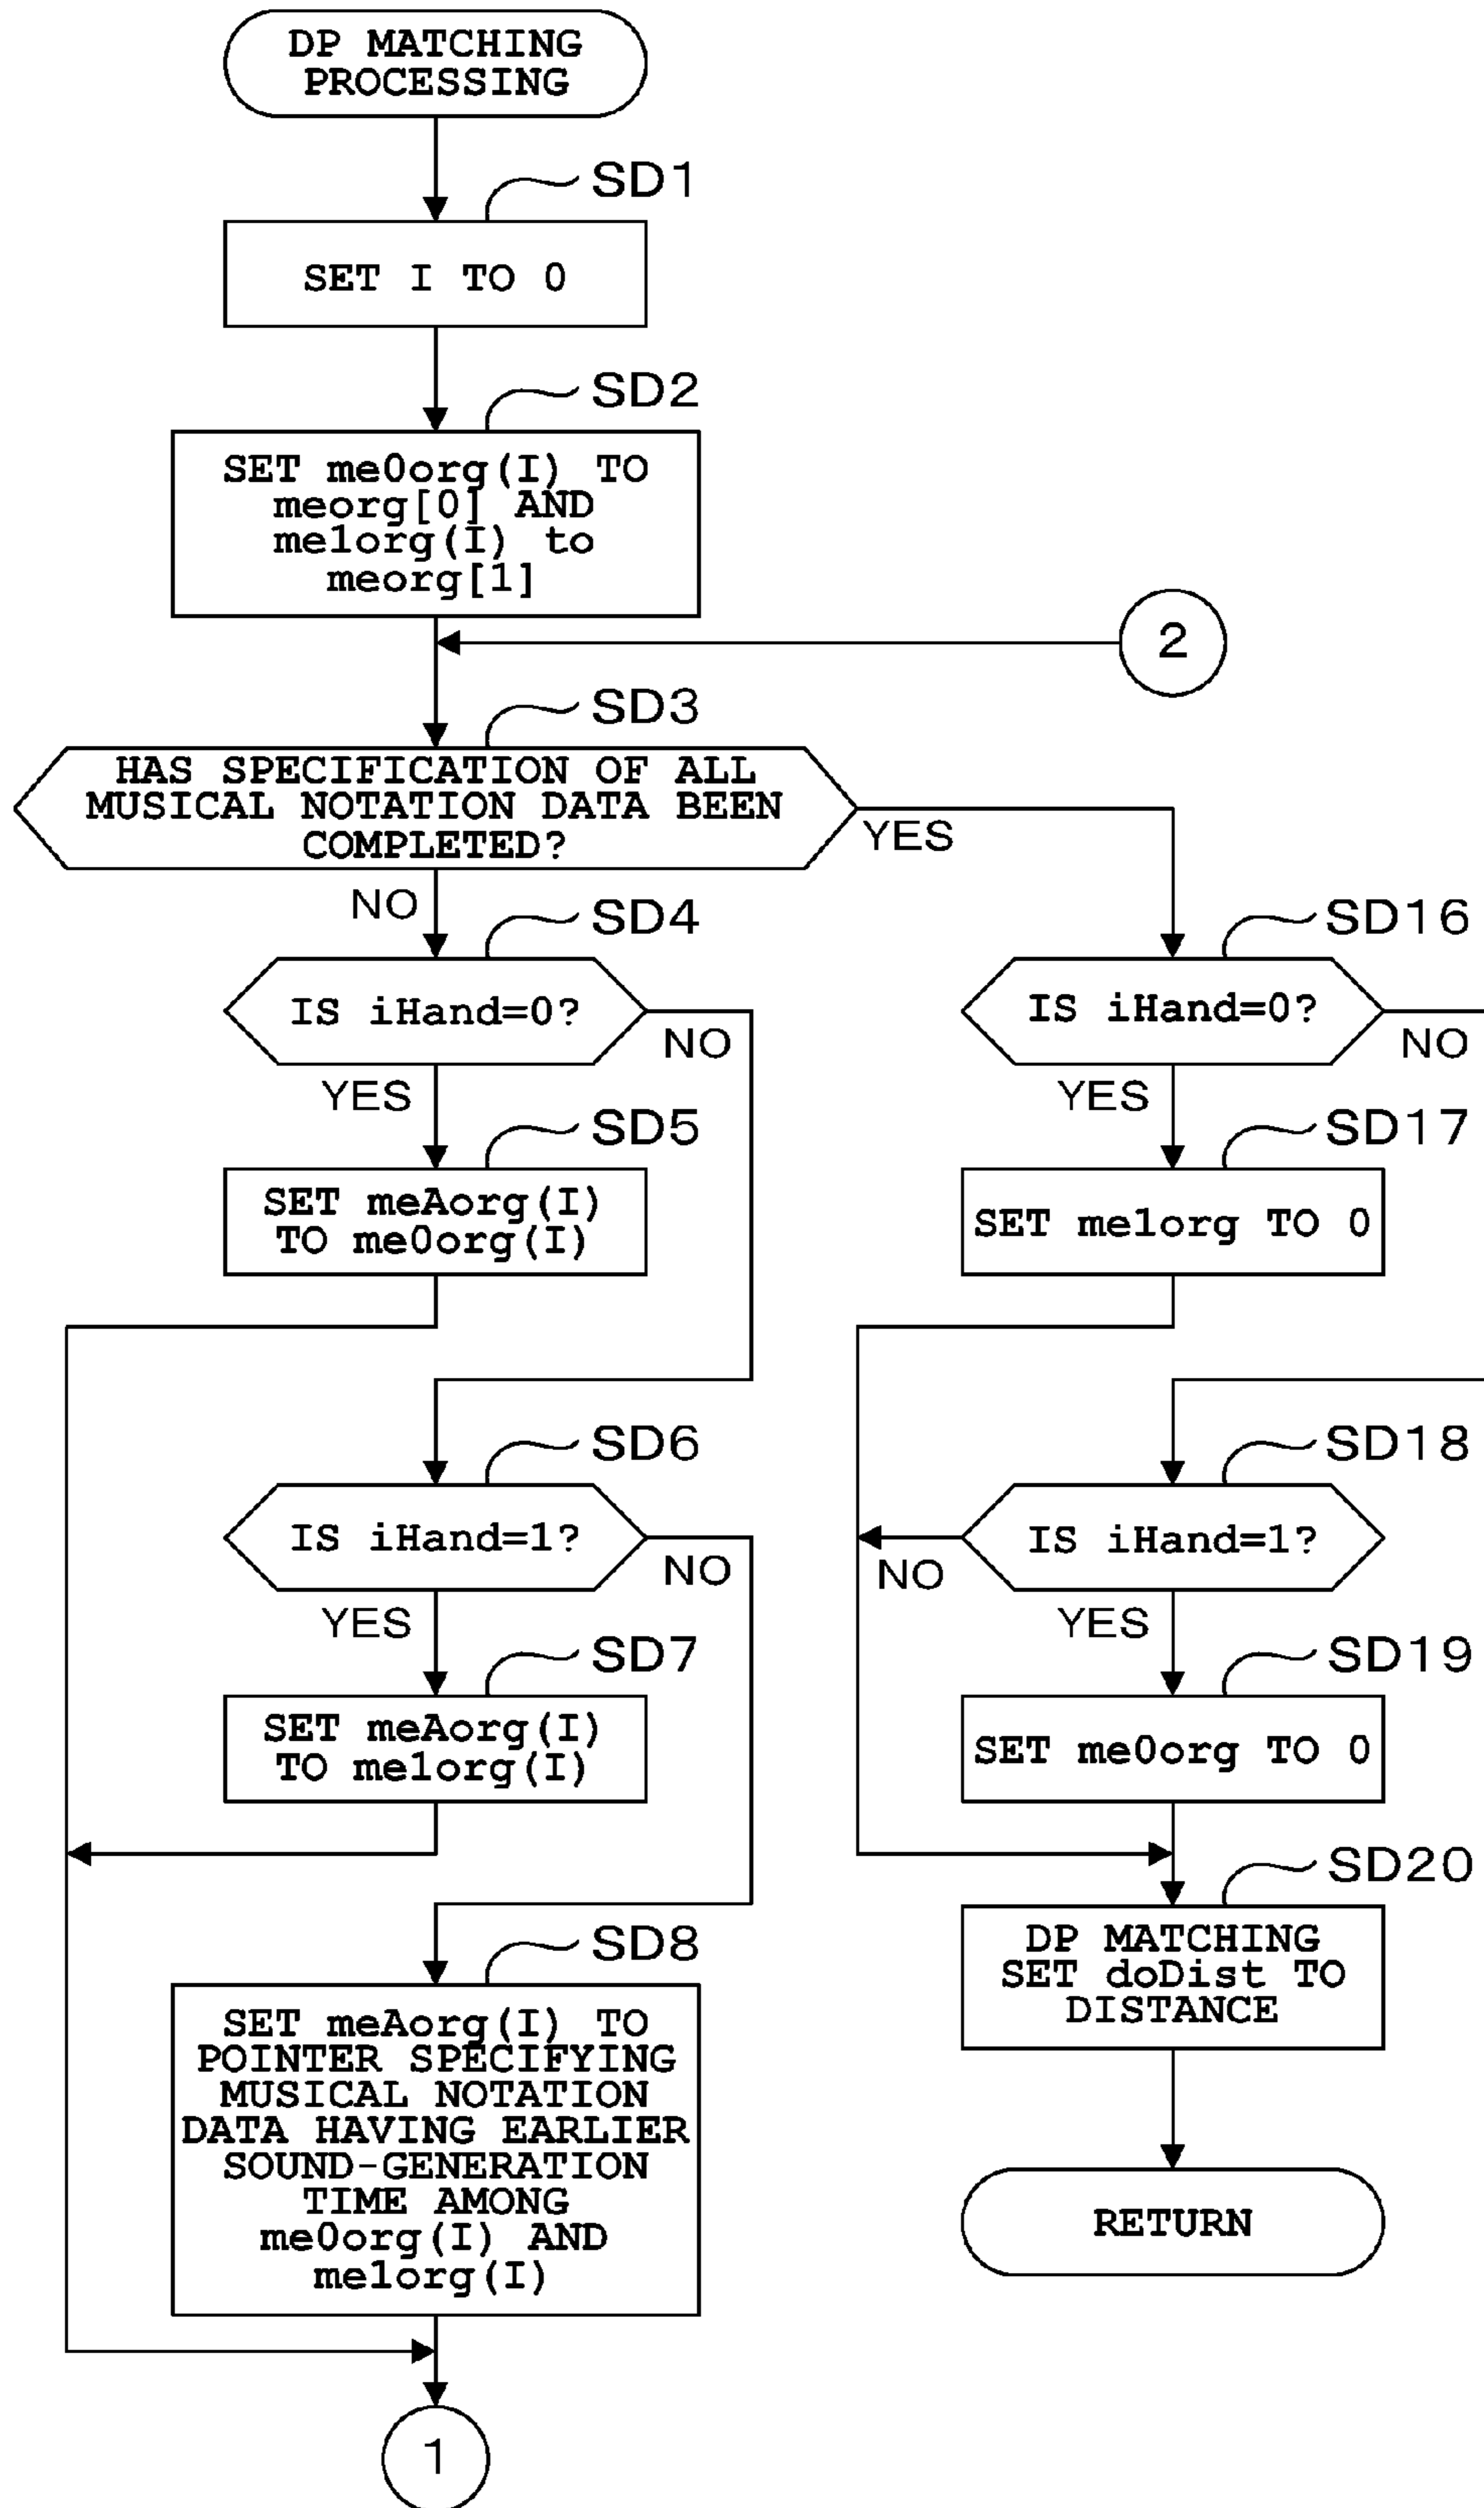 DP MATCHING
PROCESSING
SD1
SET I TO 0
SD2
SET me0org(I) TO
meorg[0] AND
me1org(I) to
meorg[1]
2
SD3
HAS SPECIFICATION OF ALL
MUSICAL NOTATION DATA BEEN
COMPLETED?
YES
NO
SD4
IS iHand=0?
NO
YES
SD5
SET meAorg(I)
TO me0org(I)
SD6
IS iHand=1?
NO
YES
SD7
SET meAorg(I)
TO me1org(I)
SD8
SET meAorg(I) TO
POINTER SPECIFYING
MUSICAL NOTATION
DATA HAVING EARLIER
SOUND-GENERATION
TIME AMONG
me0org(I) AND
me1org(I)
1
SD16
IS iHand=0?
NO
YES
SD17
SET me1org TO 0
SD18
IS iHand=1?
NO
YES
SD19
SET me0org TO 0
SD20
DP MATCHING
SET doDist TO
DISTANCE
RETURN